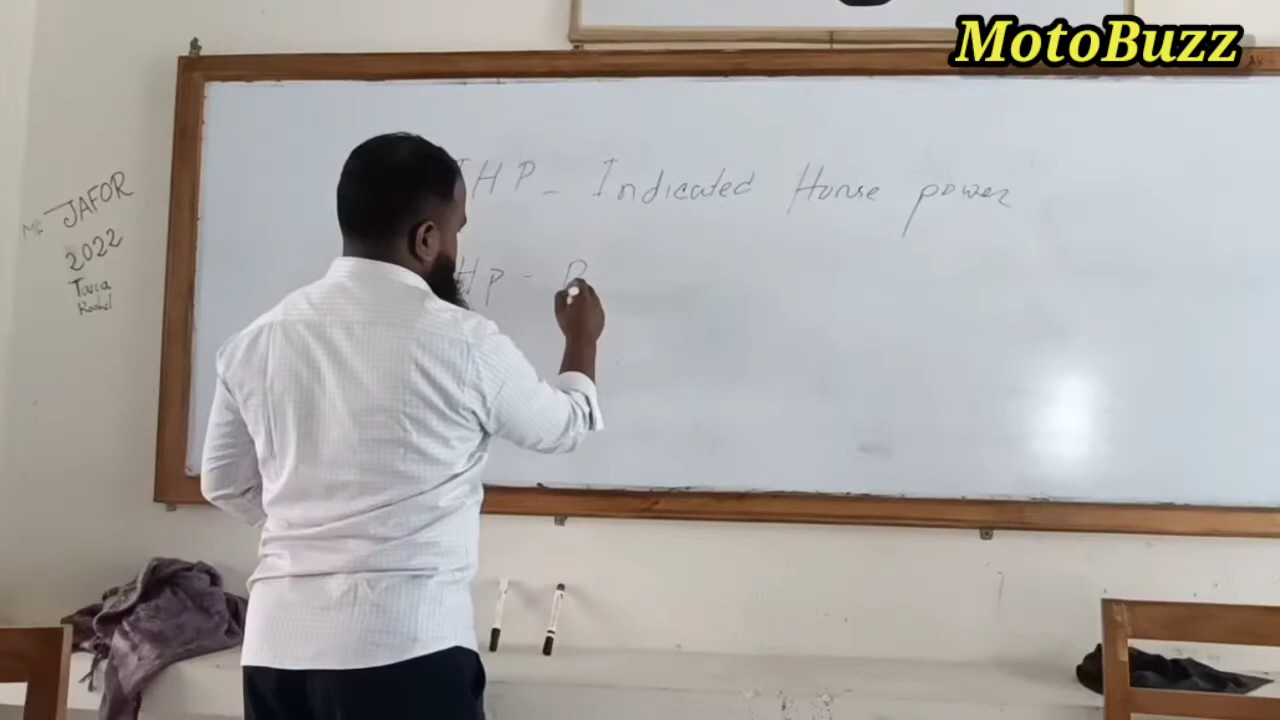 MotoBuzz
IHP - Indicated Horse power
HP - B
JAFOR
2022